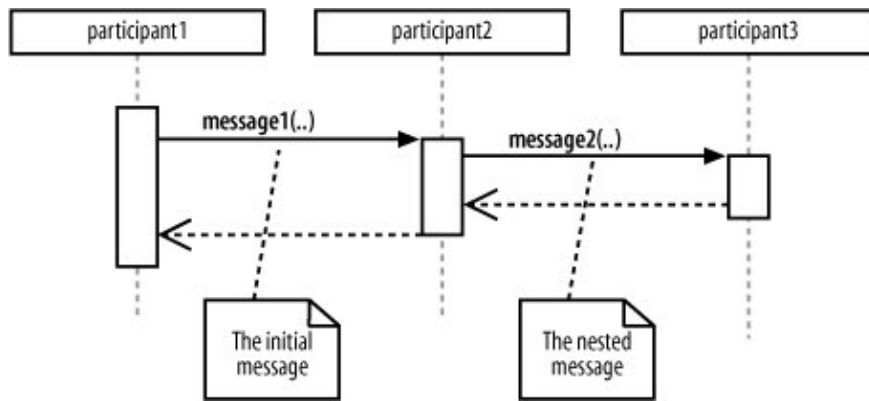 participant1
participant2
participant3
message1(..)
message2(..)
The initial
message
The nested
message